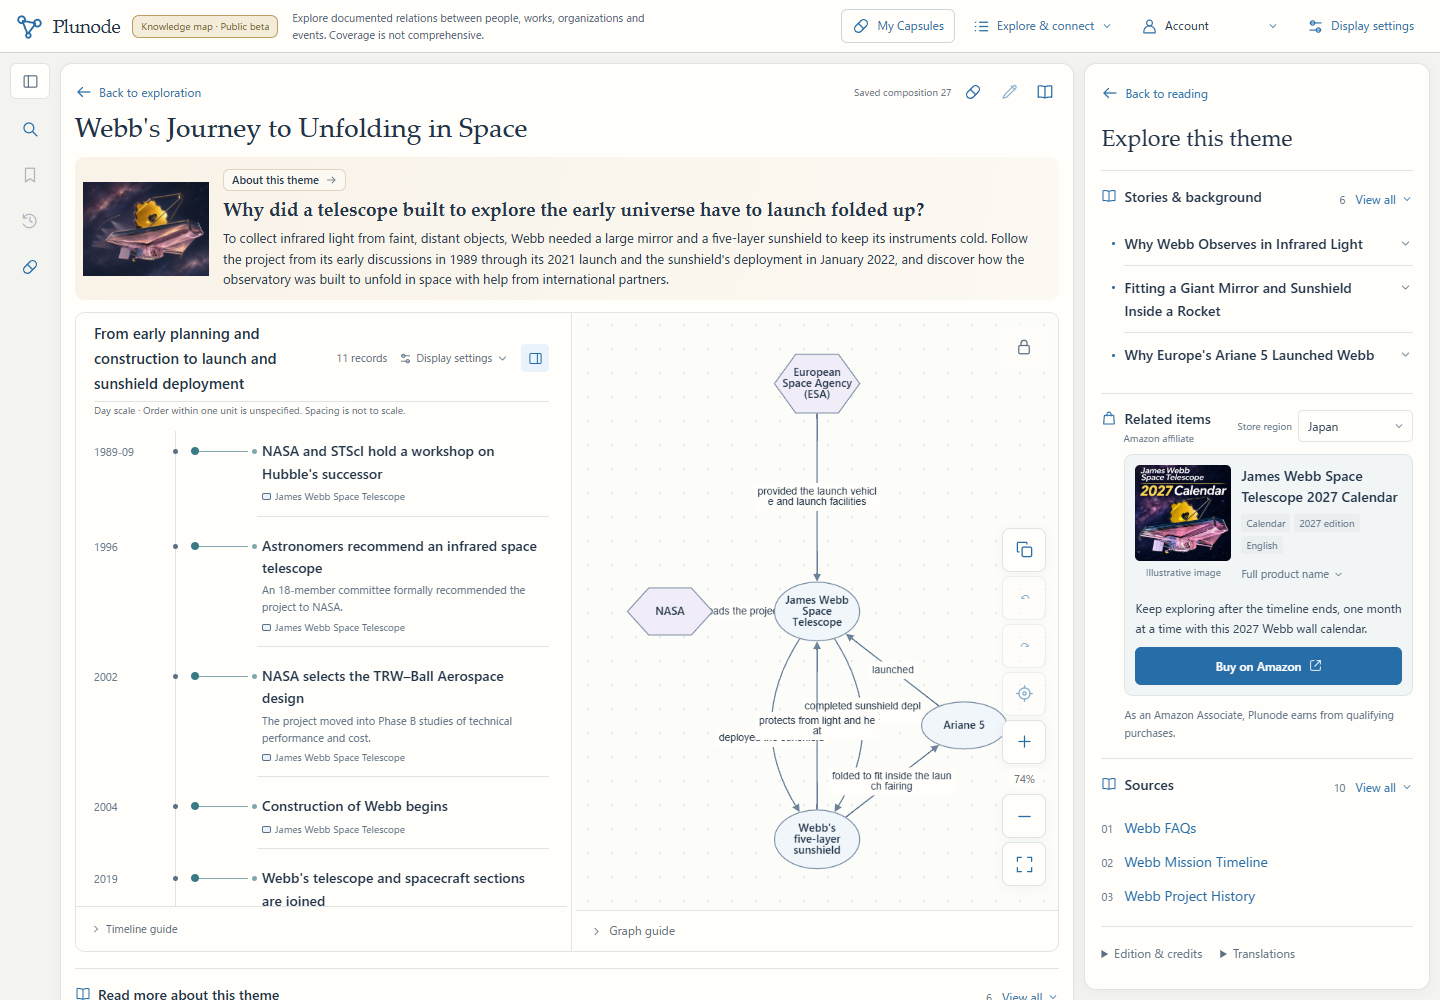 Plunode
Knowledge map · Public beta
Explore documented relations between people, works, organizations and
events. Coverage is not comprehensive.
My Capsules
Explore & connect
Account
Display settings
Back to exploration
Saved composition 27
Webb's Journey to Unfolding in Space
About this theme
Why did a telescope built to explore the early universe have to launch folded up?
To collect infrared light from faint, distant objects, Webb needed a large mirror and a five-layer sunshield to keep its instruments cold. Follow
the project from its early discussions in 1989 through its 2021 launch and the sunshield's deployment in January 2022, and discover how the
observatory was built to unfold in space with help from international partners.
From early planning and
construction to launch and
sunshield deployment
11 records
Display settings
Day scale · Order within one unit is unspecified. Spacing is not to scale.
1989-09
NASA and STScI hold a workshop on
Hubble's successor
James Webb Space Telescope
1996
Astronomers recommend an infrared space
telescope
An 18-member committee formally recommended the
project to NASA.
James Webb Space Telescope
2002
NASA selects the TRW–Ball Aerospace
design
The project moved into Phase B studies of technical
performance and cost.
James Webb Space Telescope
2004
Construction of Webb begins
James Webb Space Telescope
2019
Webb's telescope and spacecraft sections
are joined
Timeline guide
European
Space Agency
(ESA)
provided the launch vehicl
e and launch facilities
NASA
ads the projec
James Webb
Space
Telescope
launched
completed sunshield depl
protects from light and he
at
Ariane 5
folded to fit inside the laun
ch fairing
Webb's
five-layer
sunshield
74%
Graph guide
Read more about this theme
6
View all
Back to reading
Explore this theme
Stories & background
6
View all
Why Webb Observes in Infrared Light
Fitting a Giant Mirror and Sunshield
Inside a Rocket
Why Europe's Ariane 5 Launched Webb
Related items
Amazon affiliate
Store region
Japan
James Webb
Space Telescope
2027 Calendar
Illustrative image
James Webb Space
Telescope 2027 Calendar
Calendar
2027 edition
English
Full product name
Keep exploring after the timeline ends, one month
at a time with this 2027 Webb wall calendar.
Buy on Amazon
As an Amazon Associate, Plunode earns from qualifying
purchases.
Sources
10
View all
01 Webb FAQs
02 Webb Mission Timeline
03 Webb Project History
Edition & credits
Translations